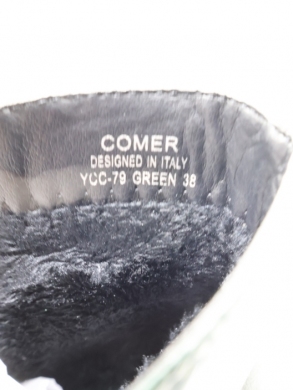 COMER
DESIGNED IN ITALY
YCC-79 GREEN 38